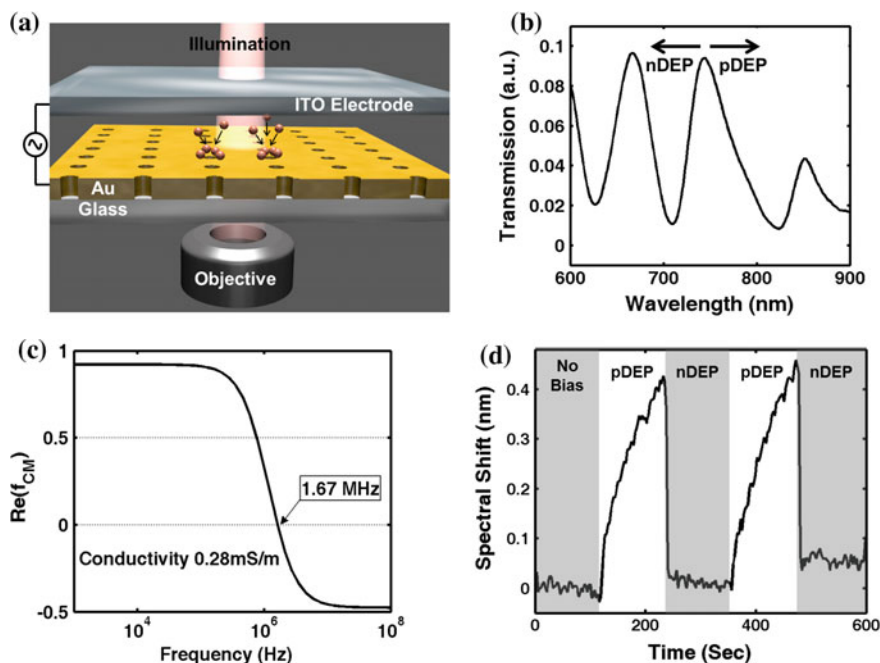 (a)
Illumination
ITO Electrode
Au
Glass
Objective
(b)
Transmission (a.u.)
0.1
0.08
0.06
0.04
0.02
0
nDEP
pDEP
600
700
800
900
Wavelength (nm)
(c)
Re(f_CM)
1
0.5
0
-0.5
1.67 MHz
Conductivity 0.28mS/m
10^4
10^6
10^8
Frequency (Hz)
(d)
Spectral Shift (nm)
0.4
0.3
0.2
0.1
0
No
Bias
pDEP
nDEP
pDEP
nDEP
0
200
400
600
Time (Sec)